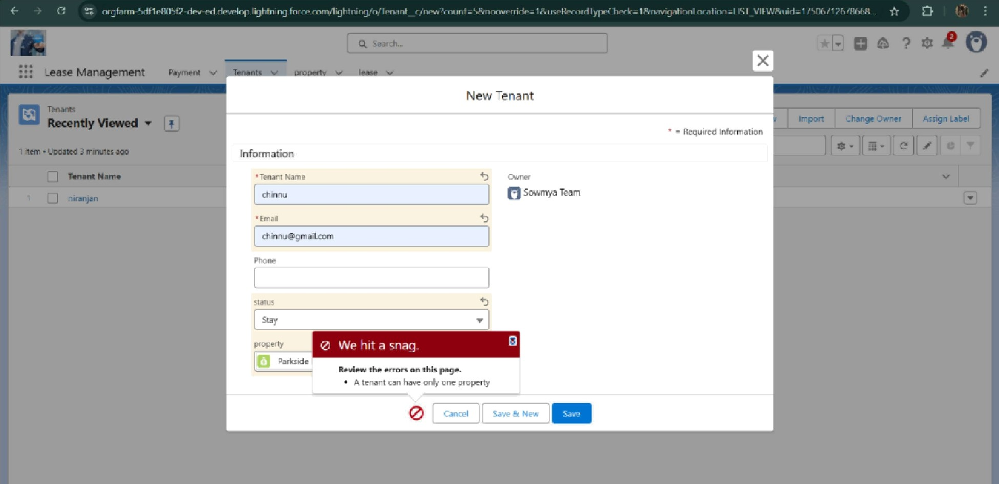 orgfarm-5df1e805f2-dev-ed.develop.lightning.force.com/lightning/o/Tenant__c/new?count=5&nooverride=1&useRecordTypeCheck=1&navigationLocation=LIST_VIEW&uid=17506712678668...
Search...
2
Lease Management
Payment
Tenants
property
lease
New Tenant
Tenants
Recently Viewed
Import
Change Owner
Assign Label
* = Required Information
1 item • Updated 3 minutes ago
Information
Tenant Name
1
niranjan
*Tenant Name
chinnu
Owner
Sowmya Team
*Email
chinnu@gmail.com
Phone
status
Stay
property
Parkside
We hit a snag.
Review the errors on this page.
• A tenant can have only one property
Cancel
Save & New
Save